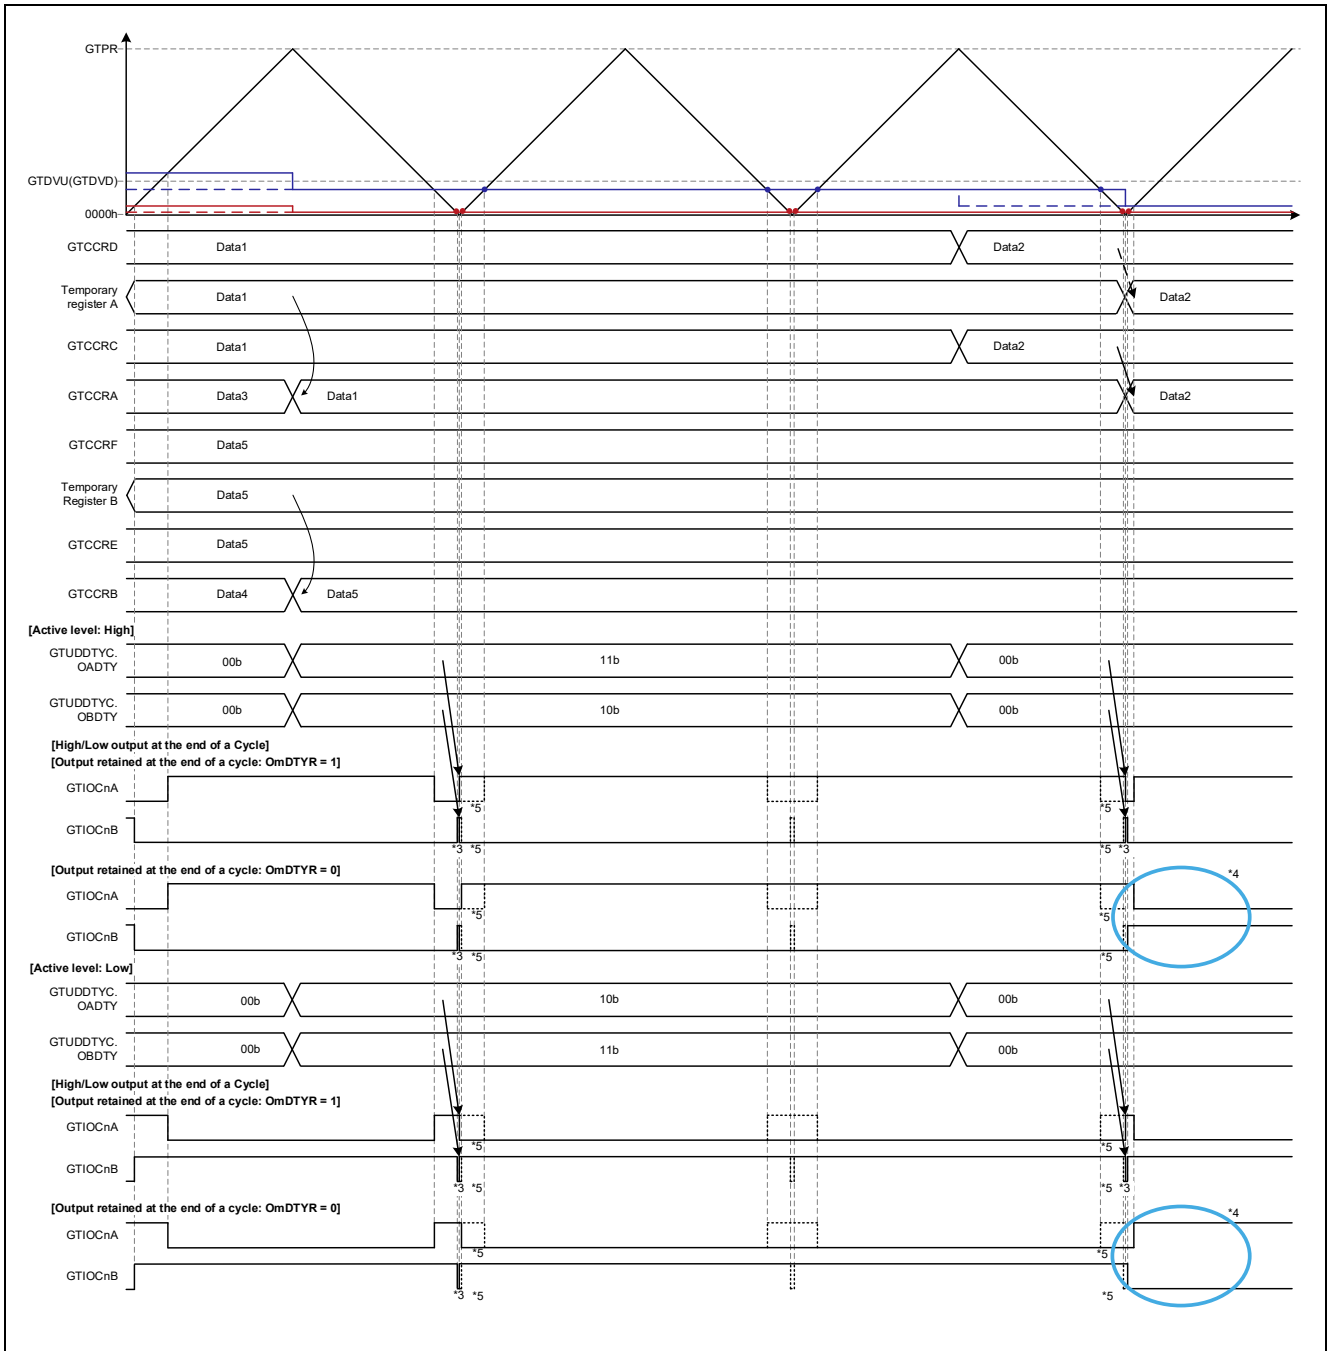 GTPR
GTDVU(GTDVD)
0000h
GTCCRD Data1 Data2
Temporary
register A Data1 Data2
GTCCRC Data1 Data2
GTCCRA Data3 Data1 Data2
GTCCRF Data5
Temporary
Register B Data5
GTCCRE Data5
GTCCRB Data4 Data5
[Active level: High]
GTUDDTYC.
OADTY 00b 11b 00b
GTUDDTYC.
OBDTY 00b 10b 00b
[High/Low output at the end of a Cycle]
[Output retained at the end of a cycle: OmDTYR = 1]
GTIOCnA *5 *5
GTIOCnB *3 *5 *5 *3
[Output retained at the end of a cycle: OmDTYR = 0] *4
GTIOCnA *5 *5
GTIOCnB *3 *5 *5
[Active level: Low]
GTUDDTYC.
OADTY 00b 10b 00b
GTUDDTYC.
OBDTY 00b 11b 00b
[High/Low output at the end of a Cycle]
[Output retained at the end of a cycle: OmDTYR = 1]
GTIOCnA *5 *5
GTIOCnB *3 *5 *5 *3
[Output retained at the end of a cycle: OmDTYR = 0] *4
GTIOCnA *5 *5
GTIOCnB *3 *5 *5